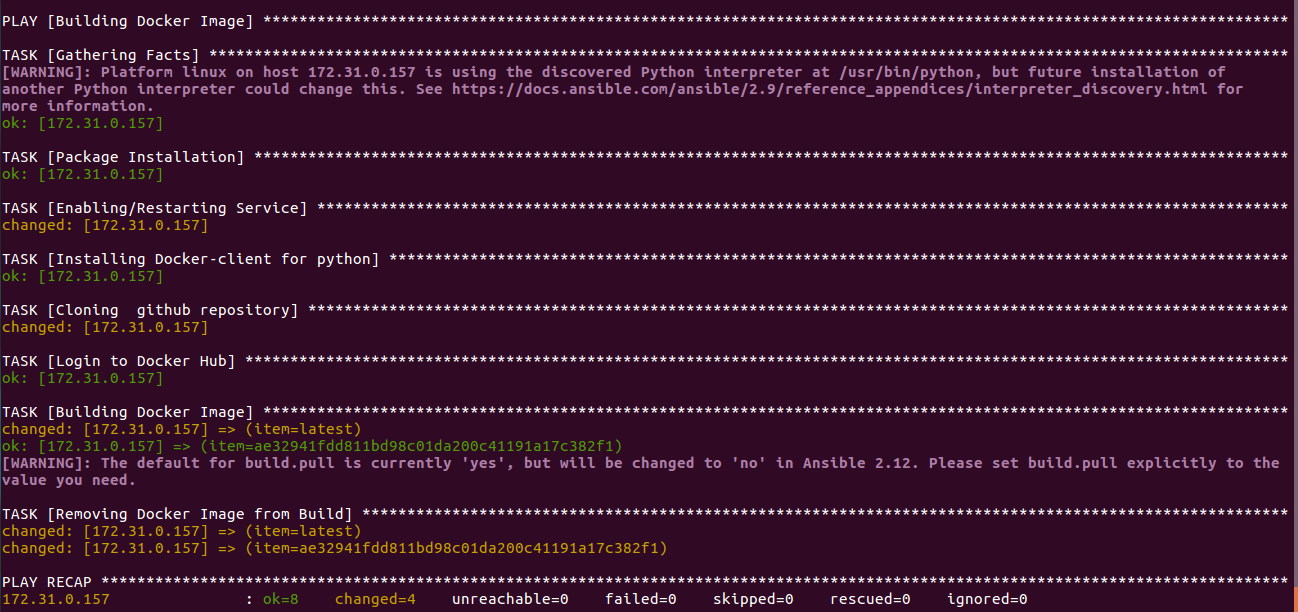 PLAY [Building Docker Image] ******************************************************************************************************************
TASK [Gathering Facts] ************************************************************************************************************************
[WARNING]: Platform linux on host 172.31.0.157 is using the discovered Python interpreter at /usr/bin/python, but future installation of
another Python interpreter could change this. See https://docs.ansible.com/ansible/2.9/reference_appendices/interpreter_discovery.html for
more information.
ok: [172.31.0.157]
TASK [Package Installation] *******************************************************************************************************************
ok: [172.31.0.157]
TASK [Enabling/Restarting Service] ************************************************************************************************************
changed: [172.31.0.157]
TASK [Installing Docker-client for python] ****************************************************************************************************
ok: [172.31.0.157]
TASK [Cloning  github repository] *************************************************************************************************************
changed: [172.31.0.157]
TASK [Login to Docker Hub] ********************************************************************************************************************
ok: [172.31.0.157]
TASK [Building Docker Image] ******************************************************************************************************************
changed: [172.31.0.157] => (item=latest)
ok: [172.31.0.157] => (item=ae32941fdd811bd98c01da200c41191a17c382f1)
[WARNING]: The default for build.pull is currently 'yes', but will be changed to 'no' in Ansible 2.12. Please set build.pull explicitly to the
value you need.
TASK [Removing Docker Image from Build] *******************************************************************************************************
changed: [172.31.0.157] => (item=latest)
changed: [172.31.0.157] => (item=ae32941fdd811bd98c01da200c41191a17c382f1)
PLAY RECAP ************************************************************************************************************************************
172.31.0.157               : ok=8    changed=4    unreachable=0    failed=0    skipped=0    rescued=0    ignored=0